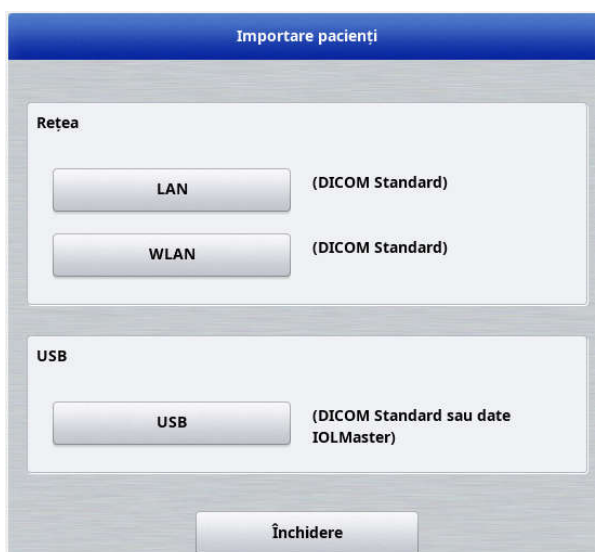 Importare pacienți
Rețea
LAN (DICOM Standard)
WLAN (DICOM Standard)
USB
USB (DICOM Standard sau date
IOLMaster)
Închidere